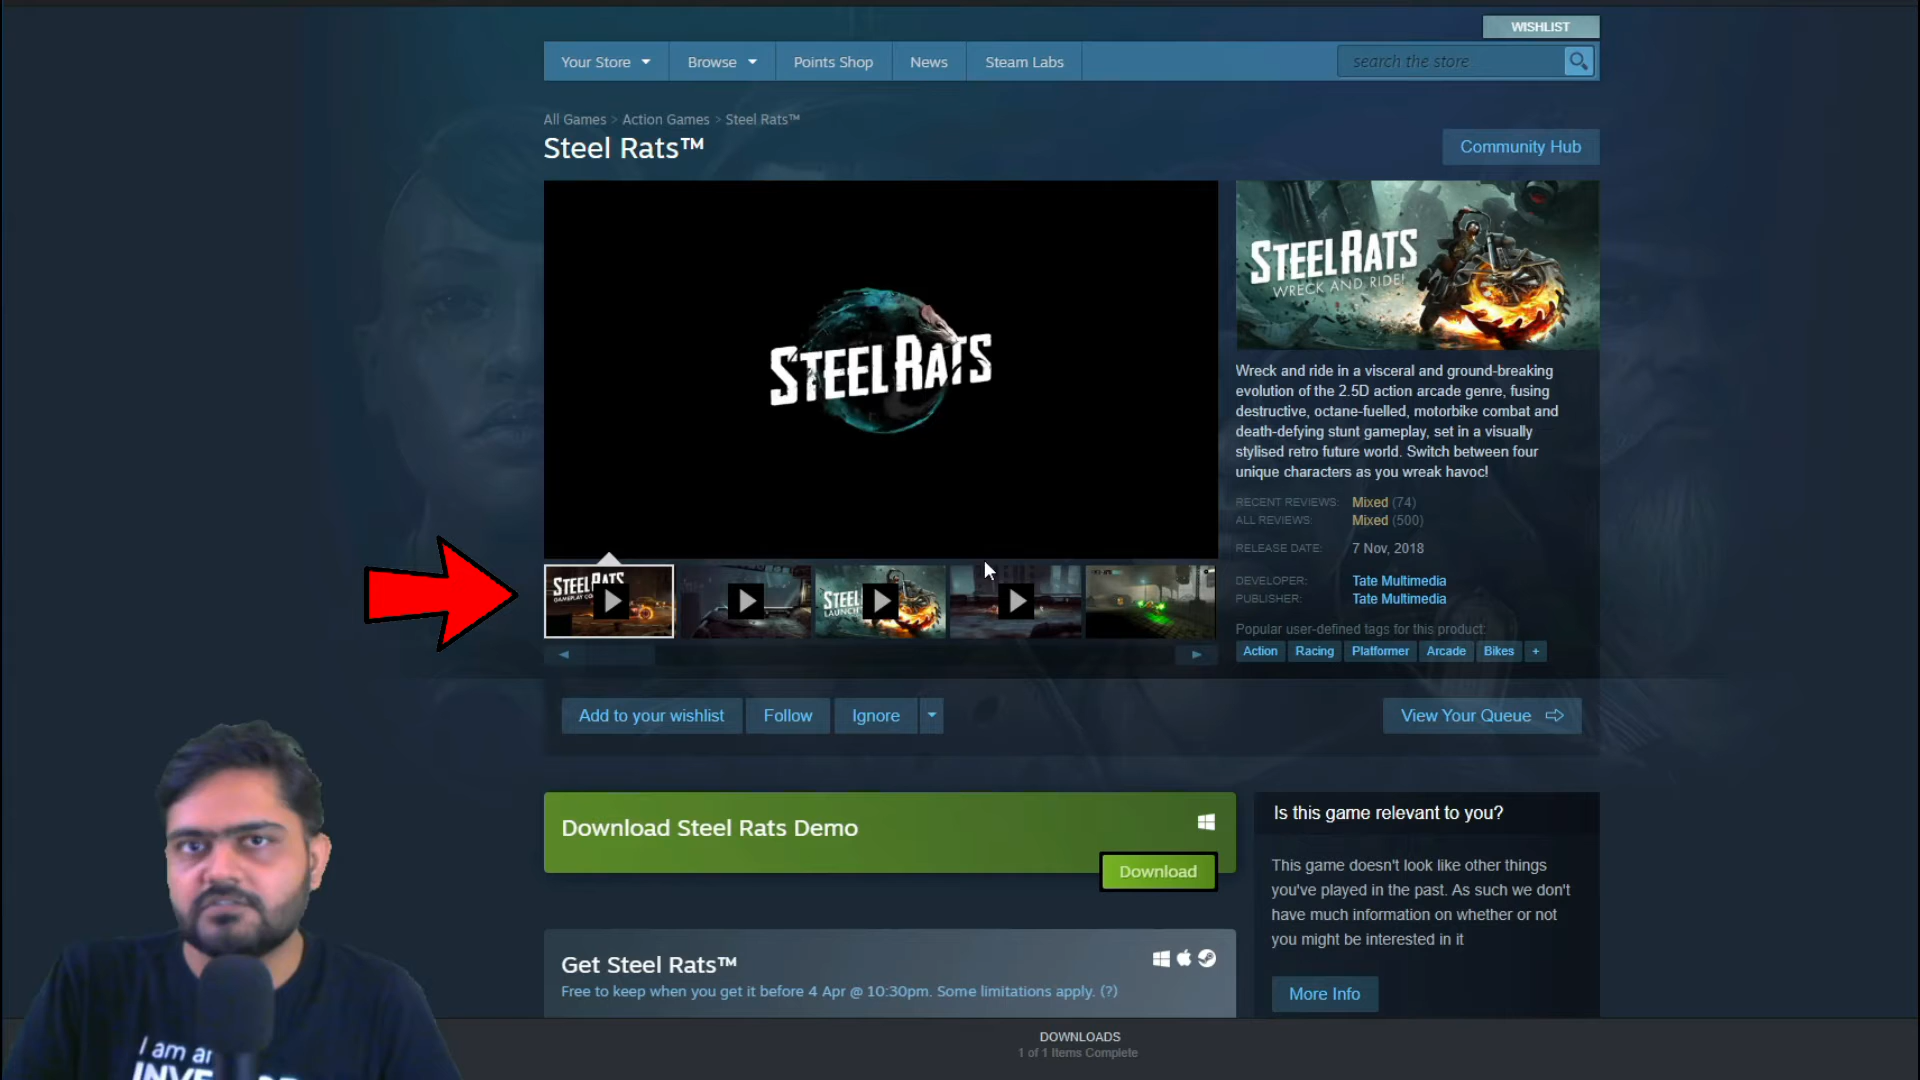 WISHLIST
Your Store
Browse
Points Shop
News
Steam Labs
search the store
All Games > Action Games > Steel Rats™
Steel Rats™
Community Hub
STEEL RATS
STEEL RATS
WRECK AND RIDE!
Wreck and ride in a visceral and ground-breaking
evolution of the 2.5D action arcade genre, fusing
destructive, octane-fuelled, motorbike combat and
death-defying stunt gameplay, set in a visually
stylised retro future world. Switch between four
unique characters as you wreak havoc!
RECENT REVIEWS: Mixed (74)
ALL REVIEWS: Mixed (500)
RELEASE DATE: 7 Nov, 2018
DEVELOPER: Tate Multimedia
PUBLISHER: Tate Multimedia
Popular user-defined tags for this product:
Action Racing Platformer Arcade Bikes +
STEEL RATS
STEEL
Add to your wishlist
Follow
Ignore
View Your Queue
Download Steel Rats Demo
Download
Is this game relevant to you?
This game doesn't look like other things
you've played in the past. As such we don't
have much information on whether or not
you might be interested in it
More Info
Get Steel Rats™
Free to keep when you get it before 4 Apr @ 10:30pm. Some limitations apply. (?)
I am an
DOWNLOADS
1 of 1 Items Complete